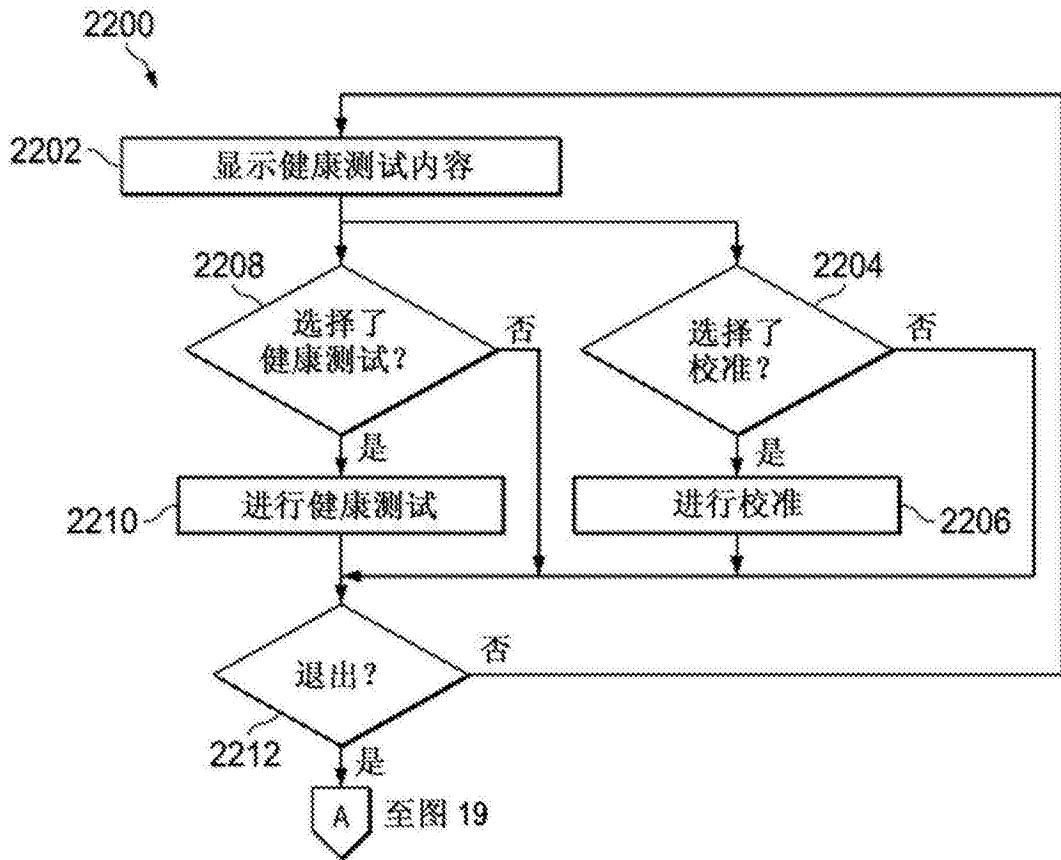 2200
2202
显示健康测试内容
2208
选择了
健康测试？
否
是
2204
选择了
校准？
否
是
2210
进行健康测试
进行校准
2206
退出？
否
2212
是
A
至图 19